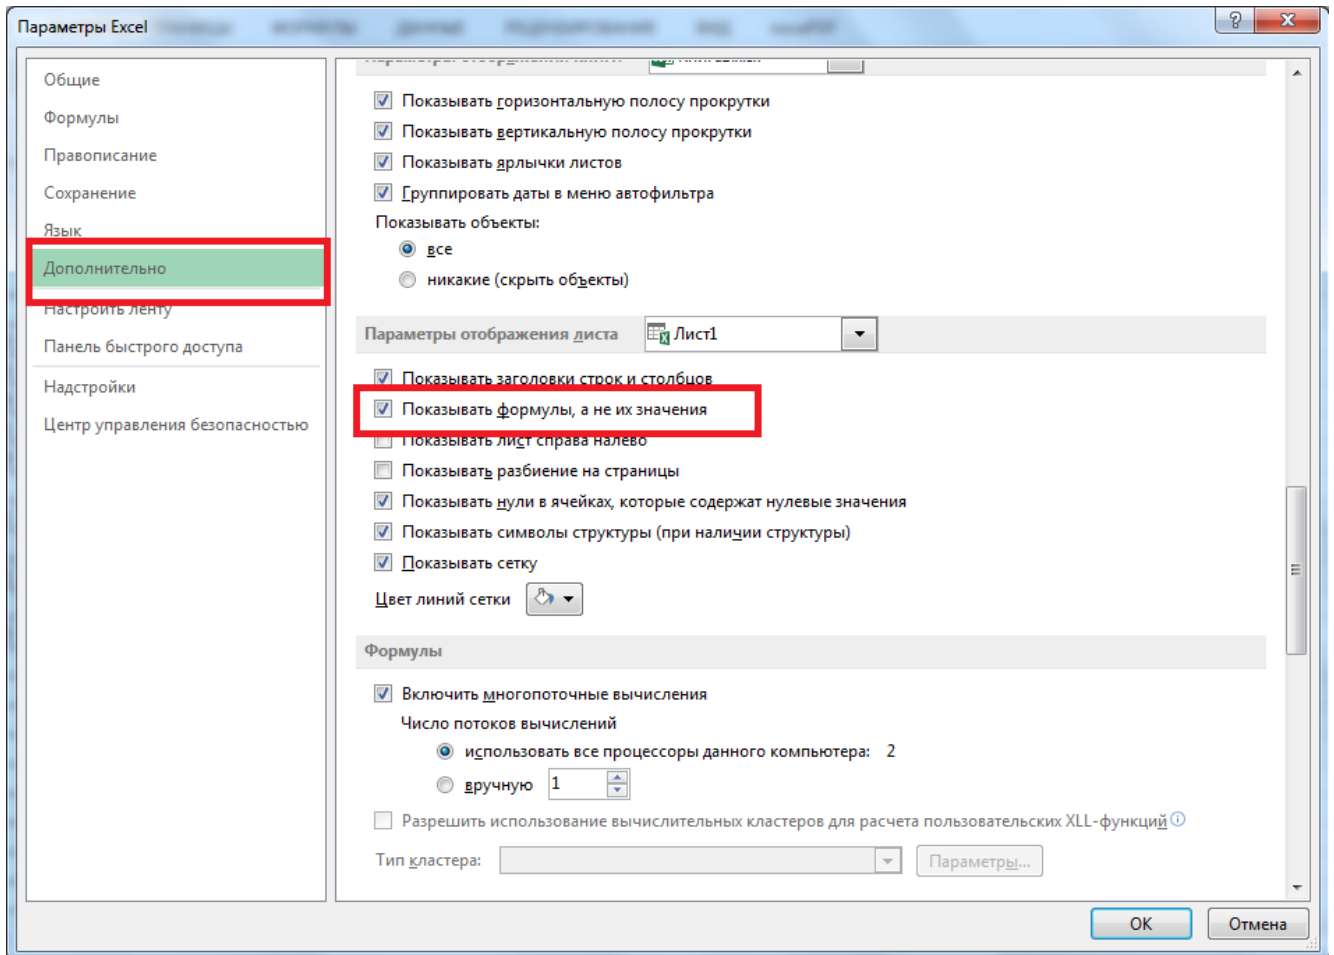 Параметры Excel
Общие
Формулы
Правописание
Сохранение
Язык
Дополнительно
Настроить ленту
Панель быстрого доступа
Надстройки
Центр управления безопасностью
Показывать горизонтальную полосу прокрутки
Показывать вертикальную полосу прокрутки
Показывать ярлычки листов
Группировать даты в меню автофильтра
Показывать объекты:
все
никакие (скрыть объекты)
Параметры отображения листа Лист1
Показывать заголовки строк и столбцов
Показывать формулы, а не их значения
Показывать лист справа налево
Показывать разбиение на страницы
Показывать нули в ячейках, которые содержат нулевые значения
Показывать символы структуры (при наличии структуры)
Показывать сетку
Цвет линий сетки
Формулы
Включить многопоточные вычисления
Число потоков вычислений
использовать все процессоры данного компьютера: 2
вручную 1
Разрешить использование вычислительных кластеров для расчета пользовательских XLL-функций
Тип кластера: Параметры...
ОК Отмена